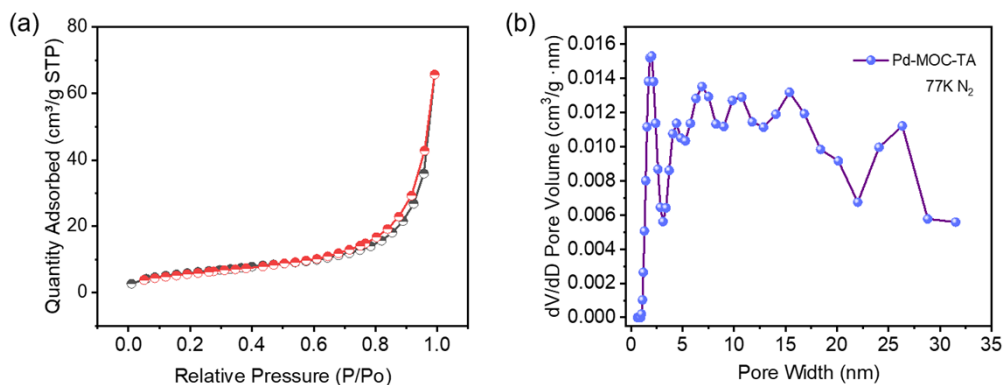 (a)
80
60
40
20
0
Quantity Adsorbed (cm³/g STP)
0.0 0.2 0.4 0.6 0.8 1.0
Relative Pressure (P/Po)
(b)
0.016
0.014
0.012
0.010
0.008
0.006
0.004
0.002
0.000
dV/dD Pore Volume (cm³/g ·nm)
Pd-MOC-TA
77K N₂
0 5 10 15 20 25 30 35
Pore Width (nm)